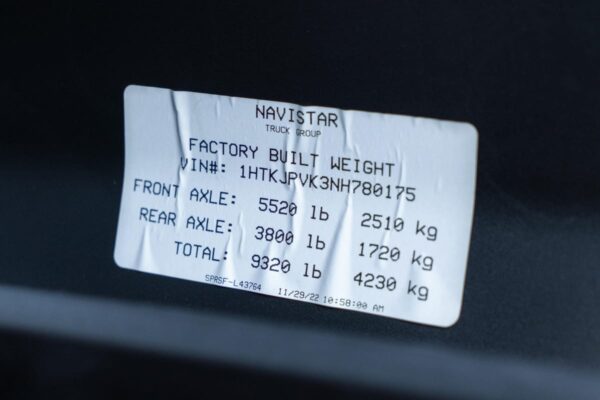 NAVISTAR
TRUCK GROUP
FACTORY BUILT WEIGHT
VIN#: 1HTKJPVK3NH780175
FRONT AXLE: 5520 lb 2510 kg
REAR AXLE: 3800 lb 1720 kg
TOTAL: 9320 lb 4230 kg
SPRSF-L43764 11/29/22 10:58:00 AM